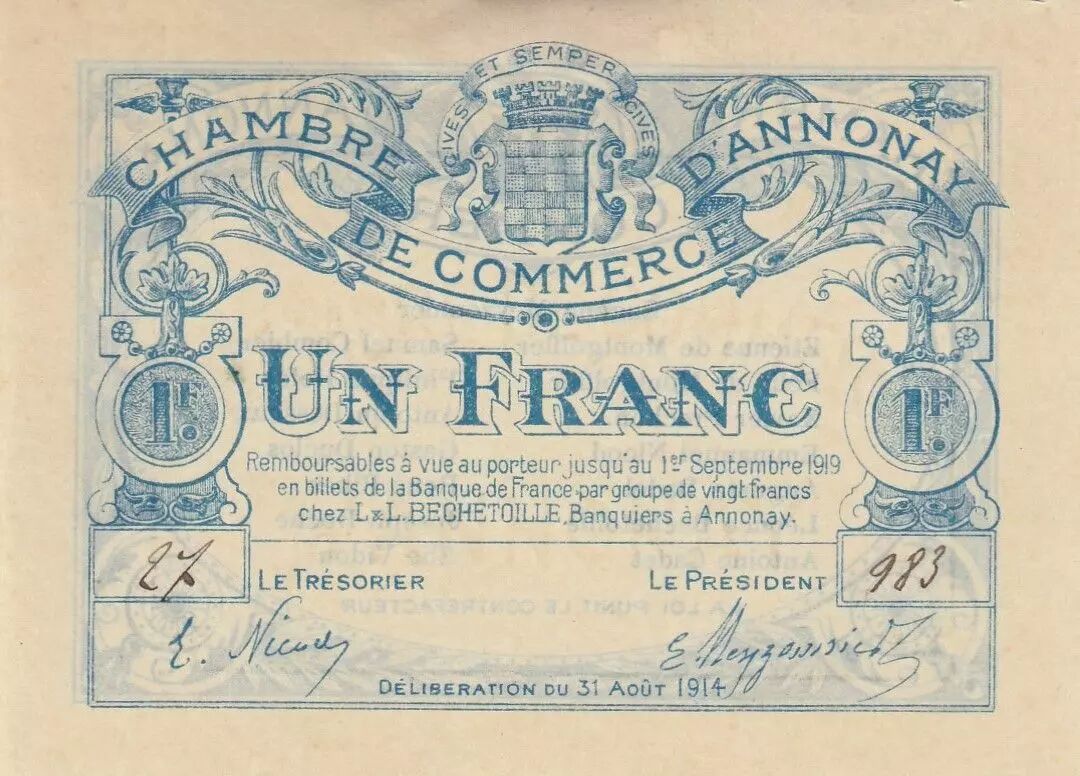 CIVES ET SEMPER CIVES
CHAMBRE D'ANNONAY
DE COMMERCE
UN FRANC
1F. 1F.
Remboursables à vue au porteur jusqu'au 1er Septembre 1919
en billets de la Banque de France par groupe de vingt francs
chez L. & L. BECHETOILLE, Banquiers à Annonay.
27 983
LE TRÉSORIER LE PRÉSIDENT
E. Nicod
DÉLIBERATION DU 31 AOÛT 1914